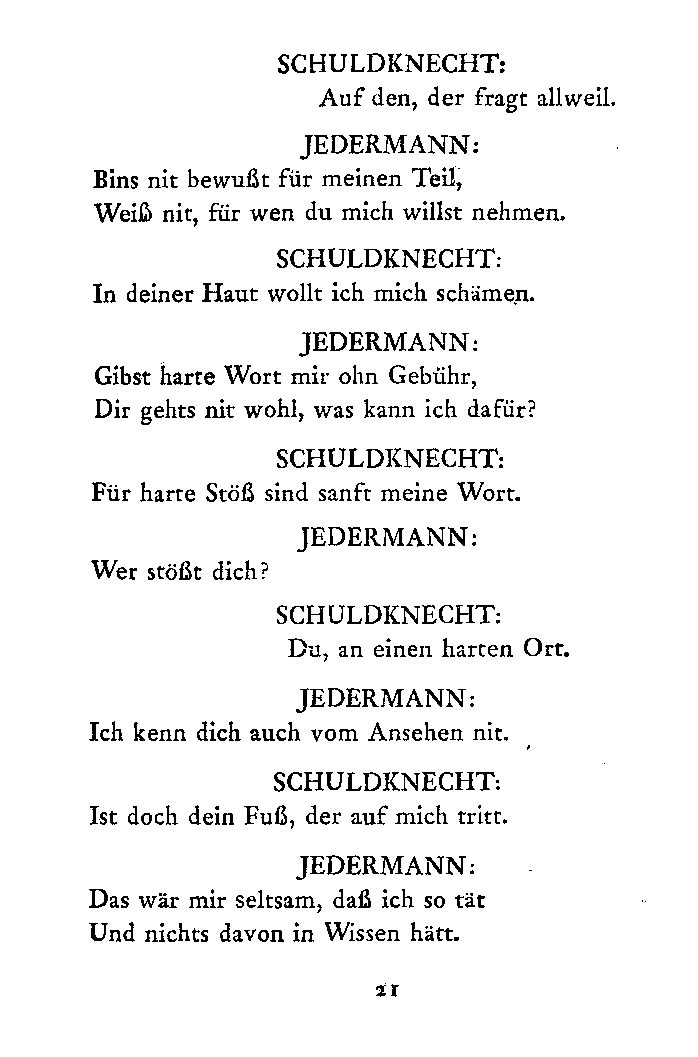 SCHULDKNECHT:
Auf den, der fragt allweil.
JEDERMANN:
Bins nit bewußt für meinen Teil,
Weiß nit, für wen du mich willst nehmen.
SCHULDKNECHT:
In deiner Haut wollt ich mich schämen.
JEDERMANN:
Gibst harte Wort mir ohn Gebühr,
Dir gehts nit wohl, was kann ich dafür?
SCHULDKNECHT:
Für harte Stöß sind sanft meine Wort.
JEDERMANN:
Wer stößt dich?
SCHULDKNECHT:
Du, an einen harten Ort.
JEDERMANN:
Ich kenn dich auch vom Ansehen nit.
SCHULDKNECHT:
Ist doch dein Fuß, der auf mich tritt.
JEDERMANN:
Das wär mir seltsam, daß ich so tät
Und nichts davon in Wissen hätt.
21